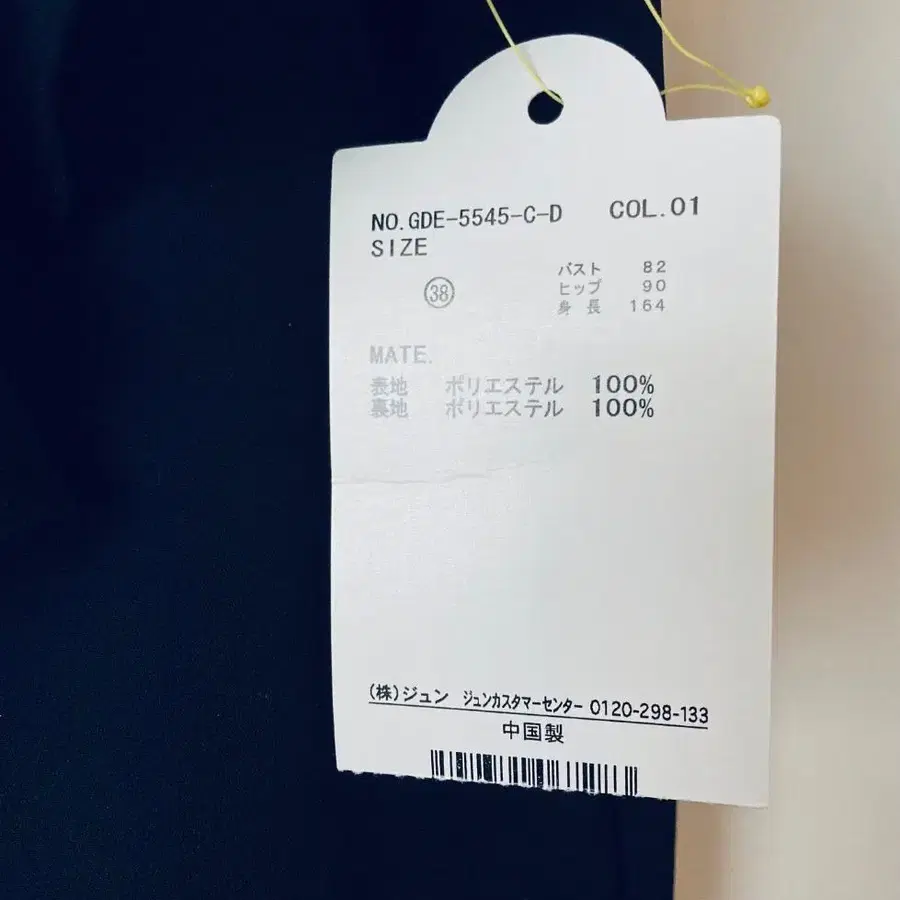 NO.GDE-5545-C-D COL.01
SIZE
㊳
バスト 82
ヒップ 90
身長 164
MATE.
表地 ポリエステル 100%
裏地 ポリエステル 100%
(株)ジュン ジュンカスタマーセンター 0120-298-133
中国製